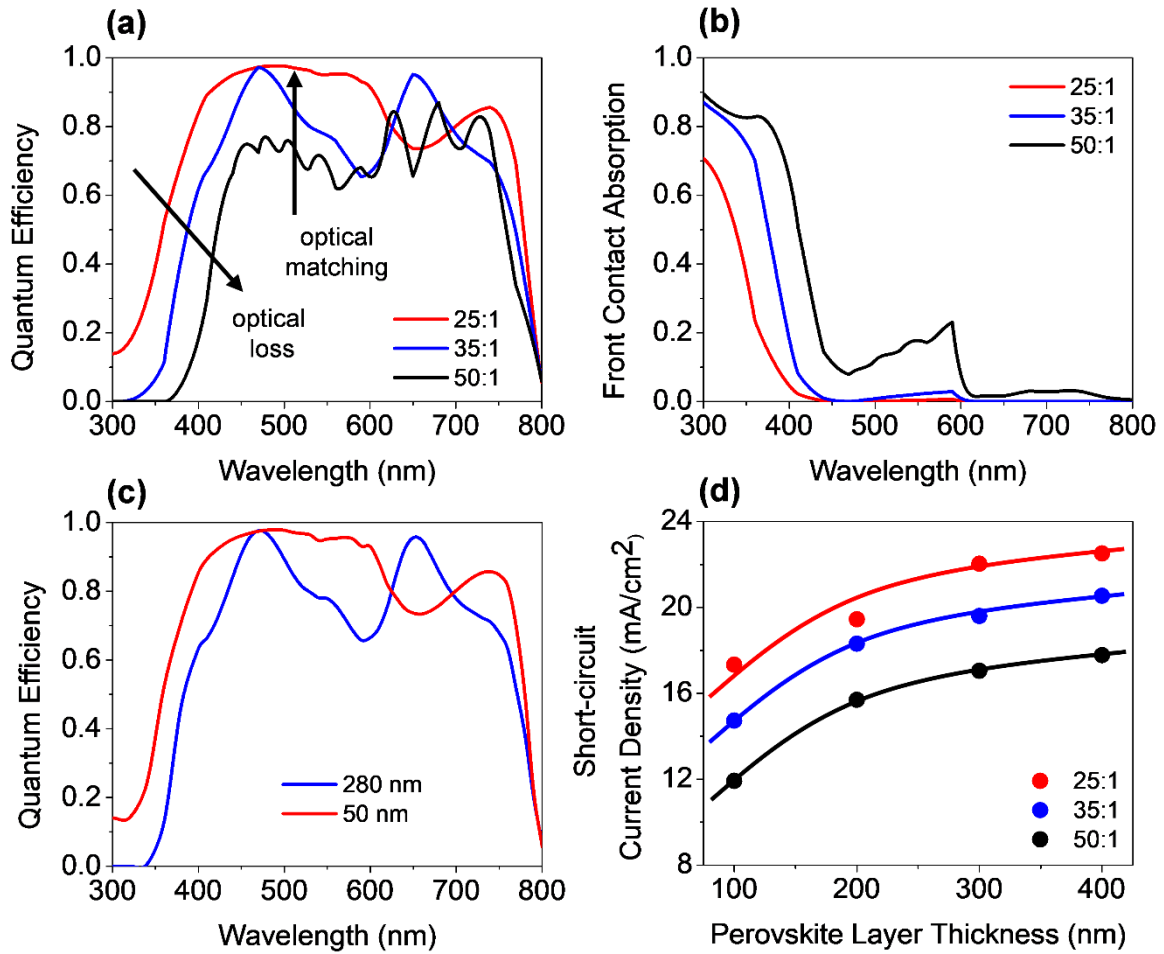 (a)
1.0
0.8
0.6
0.4
0.2
0.0
Quantum Efficiency
optical
matching
optical
loss
25:1
35:1
50:1
300 400 500 600 700 800
Wavelength (nm)
(b)
1.0
0.8
0.6
0.4
0.2
0.0
Front Contact Absorption
25:1
35:1
50:1
300 400 500 600 700 800
Wavelength (nm)
(c)
1.0
0.8
0.6
0.4
0.2
0.0
Quantum Efficiency
280 nm
50 nm
300 400 500 600 700 800
Wavelength (nm)
(d)
24
20
16
12
8
Short-circuit
Current Density (mA/cm²)
25:1
35:1
50:1
100 200 300 400
Perovskite Layer Thickness (nm)